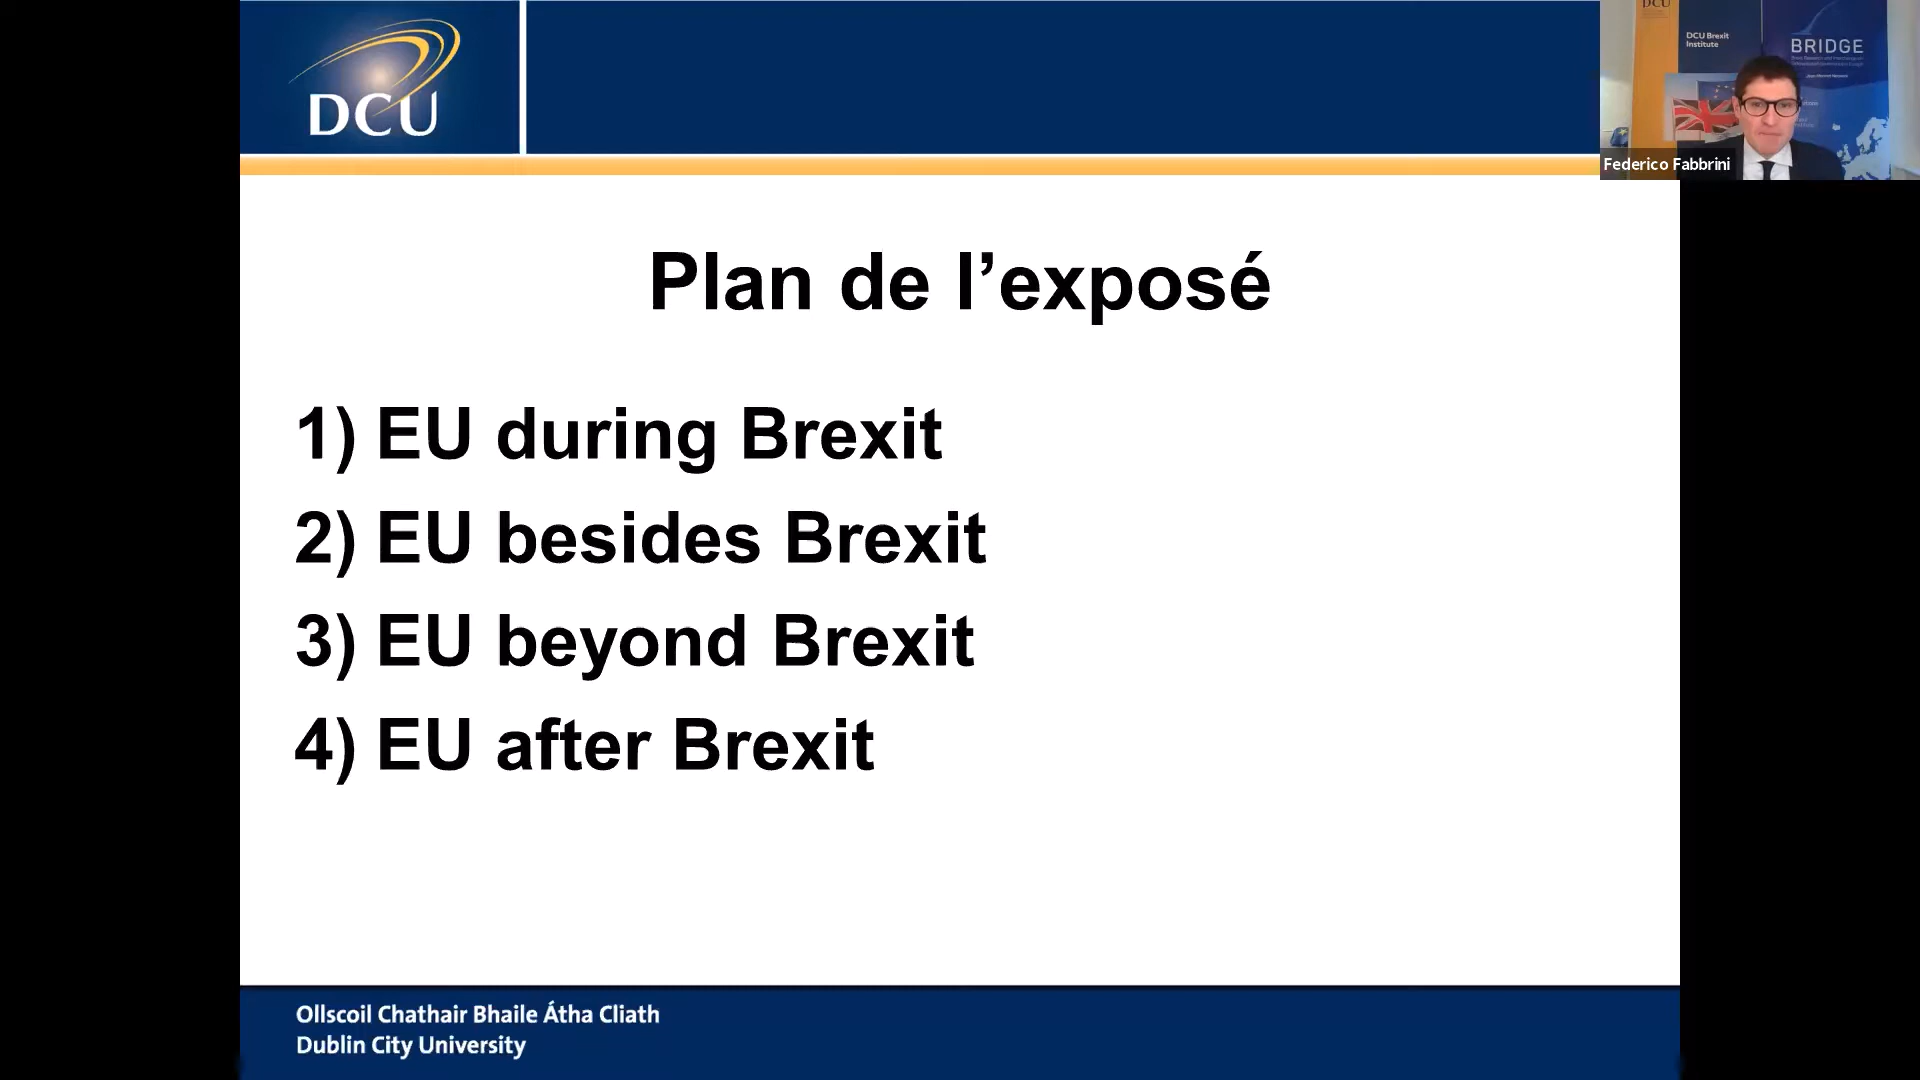 DCU
Plan de l’exposé
1) EU during Brexit
2) EU besides Brexit
3) EU beyond Brexit
4) EU after Brexit
Ollscoil Chathair Bhaile Átha Cliath
Dublin City University
DCU
DCU Brexit
Institute
BRIDGE
Federico Fabbrini